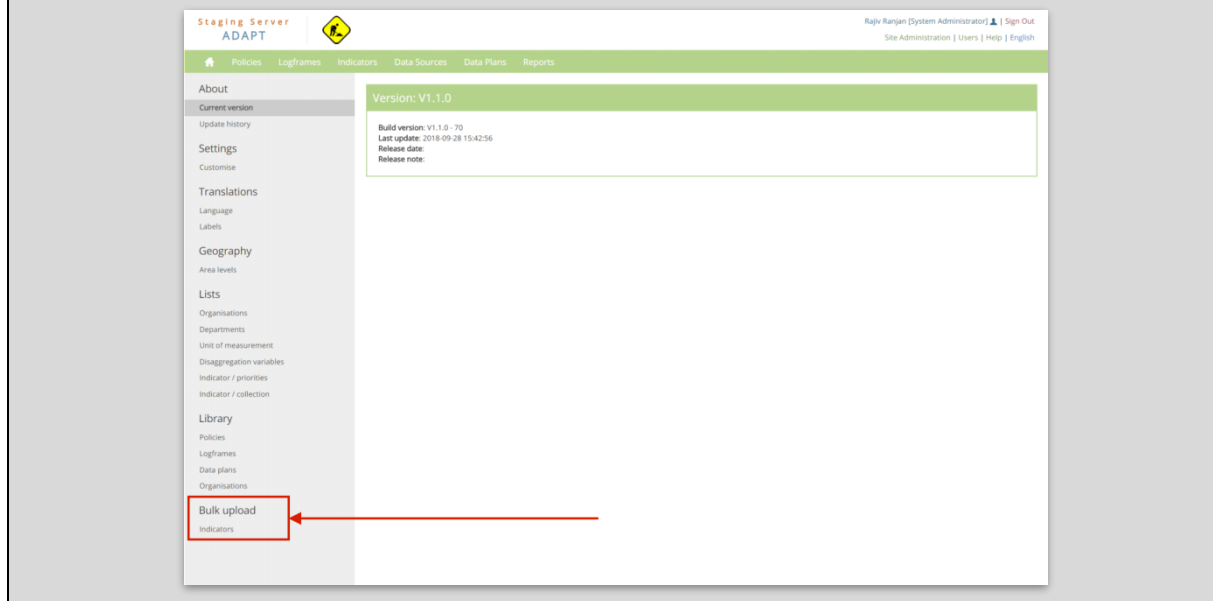 Staging Server
ADAPT
Rajiv Ranjan [System Administrator] | Sign Out
Site Administration | Users | Help | English
Policies Logframes Indicators Data Sources Data Plans Reports
About
Current version
Update history
Settings
Customise
Translations
Language
Labels
Geography
Area levels
Lists
Organisations
Departments
Unit of measurement
Disaggregation variables
Indicator / priorities
Indicator / collection
Library
Policies
Logframes
Data plans
Organisations
Bulk upload
Indicators
Version: V1.1.0
Build version: V1.1.0 - 70
Last update: 2018-09-28 15:42:56
Release date:
Release note: